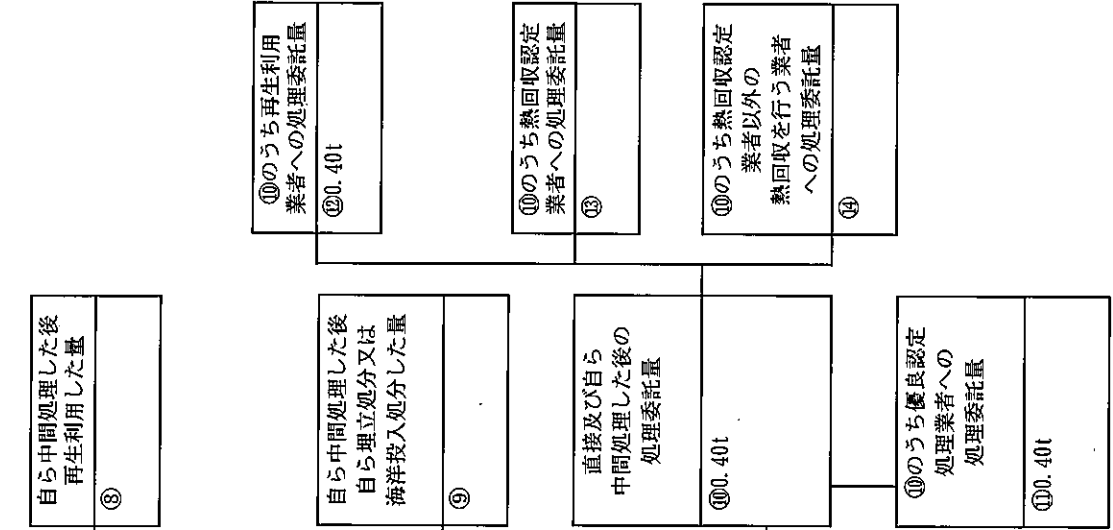 自ら中間処理した後
再生利用した量
⑧
自ら中間処理した後
自ら埋立処分又は
海洋投入処分した量
⑨
直接及び自ら
中間処理した後の
処理委託量
⑩0.40t
⑩のうち優良認定
処理業者への
処理委託量
⑪0.40t
⑩のうち再生利用
業者への処理委託量
⑫0.40t
⑩のうち熱回収認定
業者への処理委託量
⑬
⑩のうち熱回収認定
業者以外の
熱回収を行う業者
への処理委託量
⑭